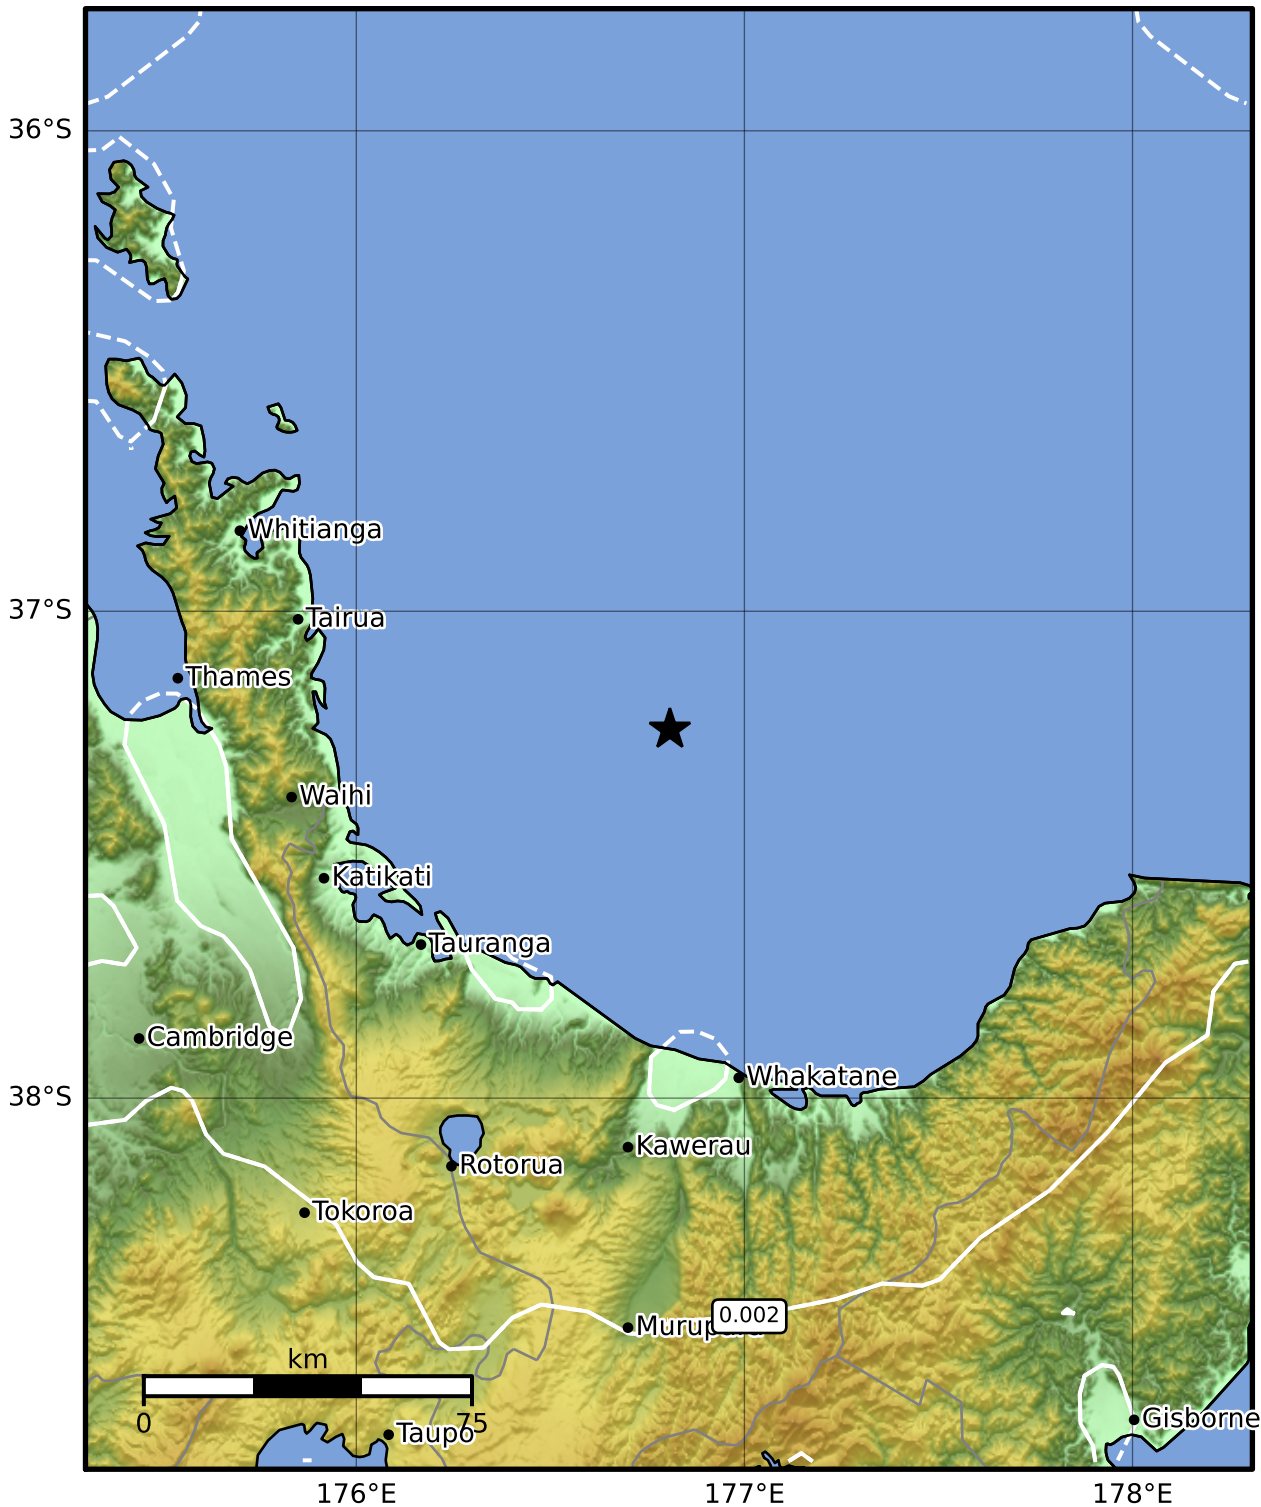 36°S
Whitianga
37°S
Tairua
Thames
Waihi
Katikati
Tauranga
Cambridge
Whakatane
38°S
Kawerau
Rotorua
Tokoroa
0.002
km
0
75
Taupo
Gisborne
176°E
177°E
178°E